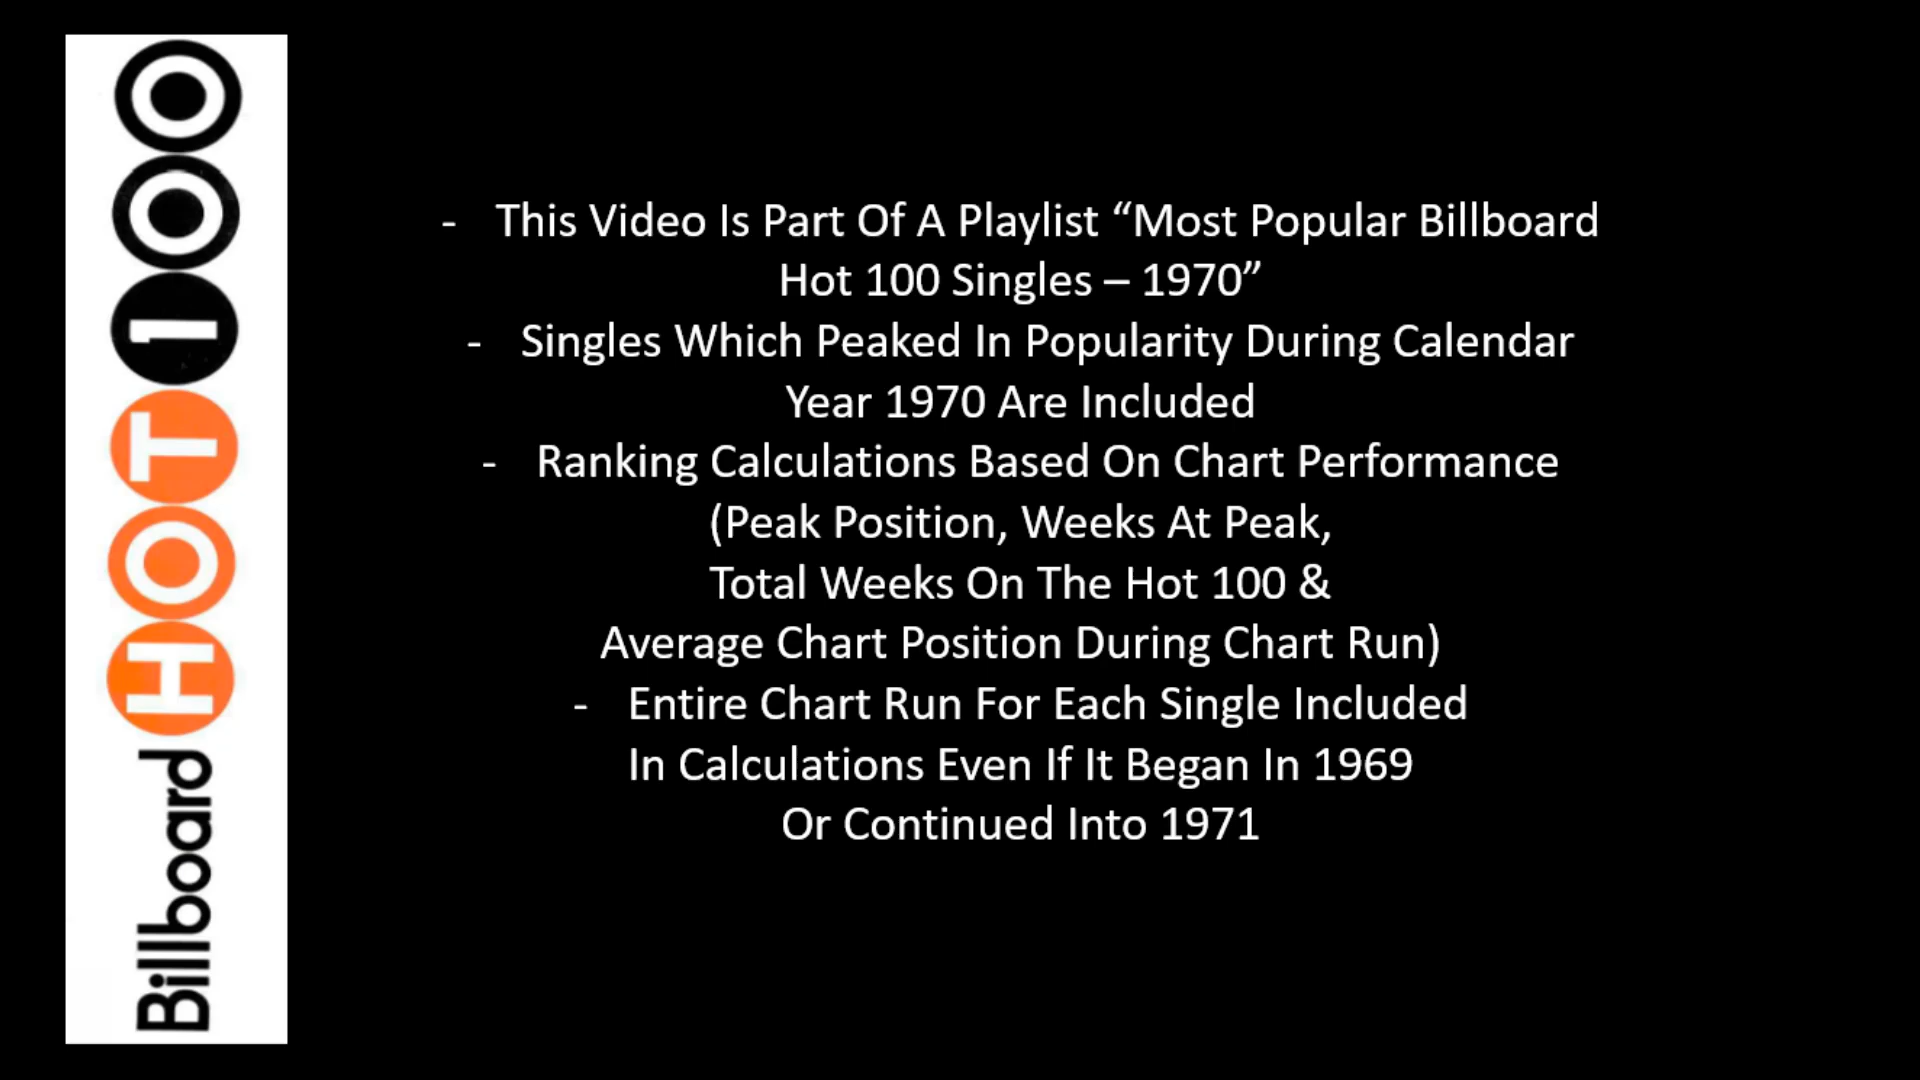 Billboard HOT 100
- This Video Is Part Of A Playlist “Most Popular Billboard
Hot 100 Singles – 1970”
- Singles Which Peaked In Popularity During Calendar
Year 1970 Are Included
- Ranking Calculations Based On Chart Performance
(Peak Position, Weeks At Peak,
Total Weeks On The Hot 100 &
Average Chart Position During Chart Run)
- Entire Chart Run For Each Single Included
In Calculations Even If It Began In 1969
Or Continued Into 1971